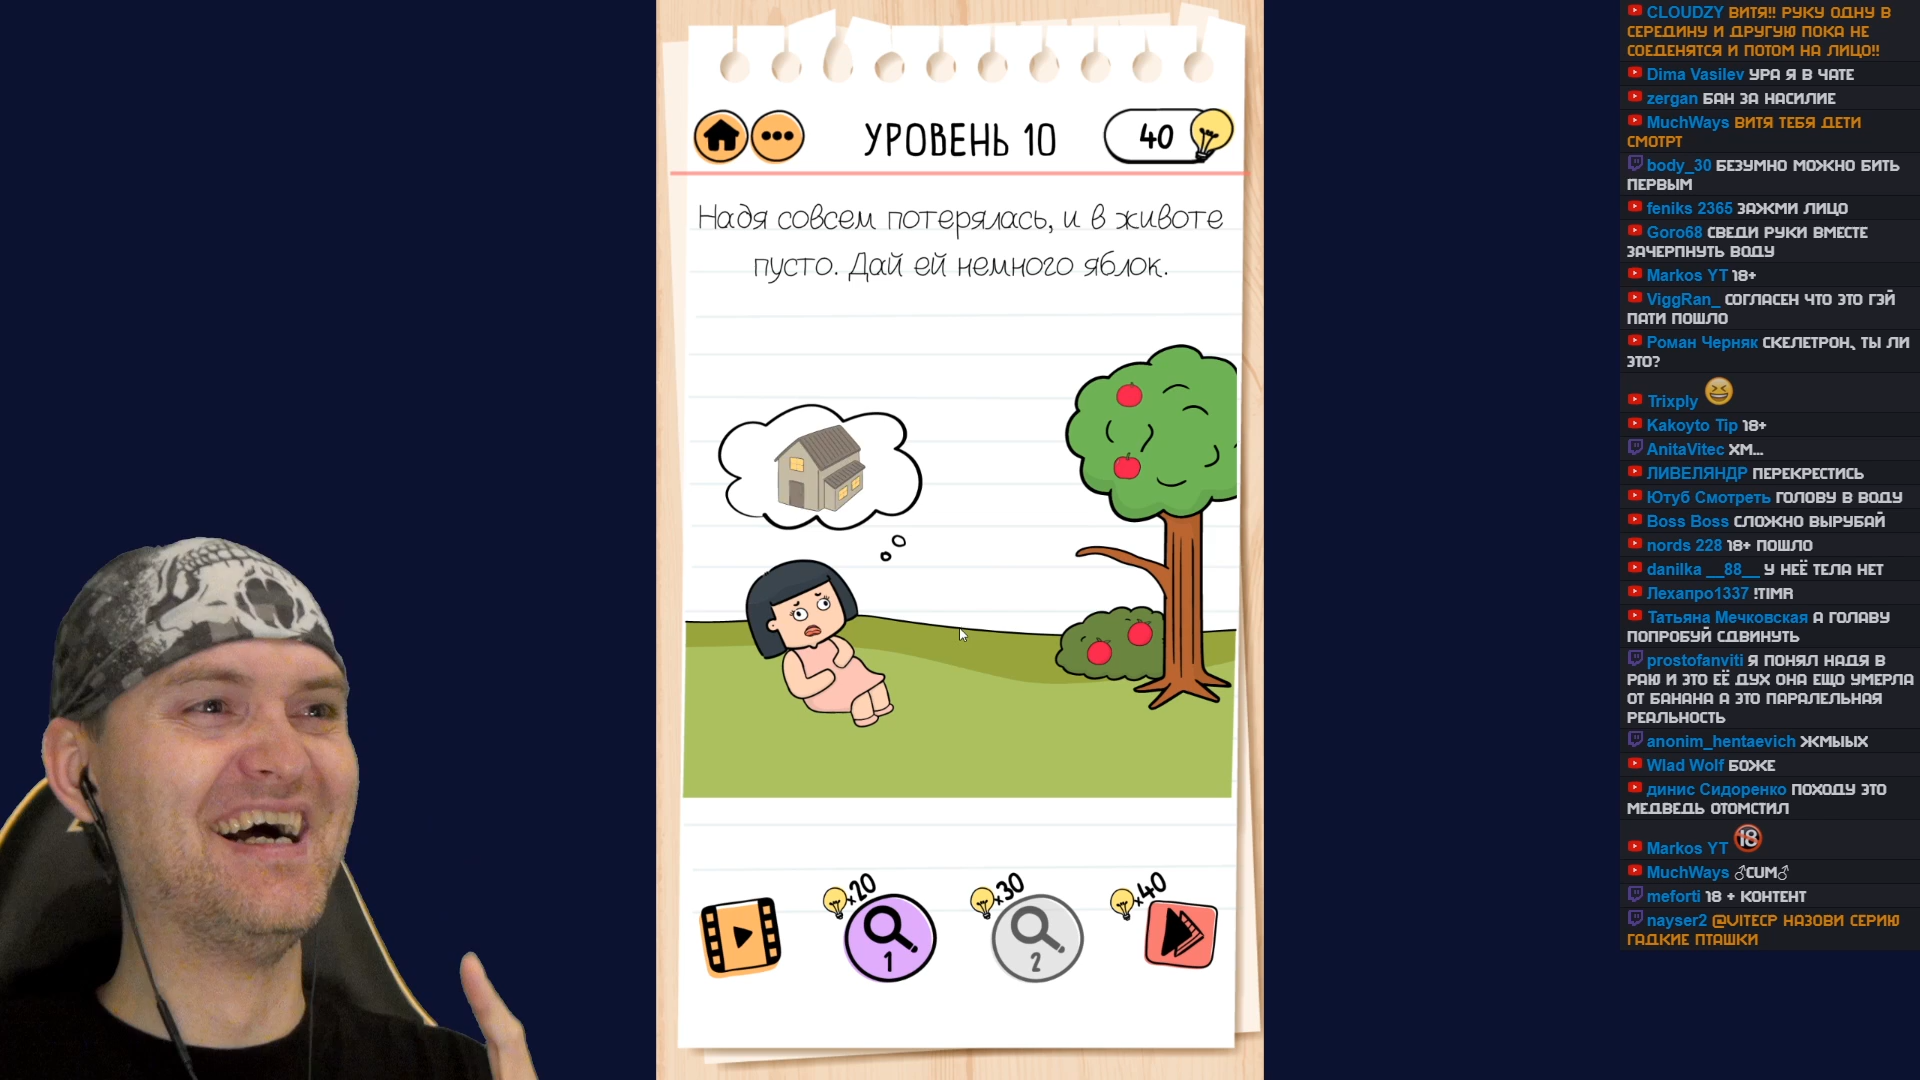 УРОВЕНЬ 10
40
Надя совсем потерялась, и в животе
пусто. Дай ей немного яблок.
x20
x30
x40
1
2
CLOUDZY ВИТЯ!! РУКУ ОДНУ В
СЕРЕДИНУ И ДРУГУЮ ПОКА НЕ
СОЕДЕНЯТСЯ И ПОТОМ НА ЛИЦО!!
Dima Vasilev УРА Я В ЧАТЕ
zergan БАН ЗА НАСИЛИЕ
MuchWays ВИТЯ ТЕБЯ ДЕТИ
СМОТРТ
body_30 БЕЗУМНО МОЖНО БИТЬ
ПЕРВЫМ
feniks 2365 ЗАЖМИ ЛИЦО
Goro68 СВЕДИ РУКИ ВМЕСТЕ
ЗАЧЕРПНУТЬ ВОДУ
Markos YT 18+
ViggRan_ СОГЛАСЕН ЧТО ЭТО ГЭЙ
ПАТИ ПОШЛО
Роман Черняк СКЕЛЕТРОН, ТЫ ЛИ
ЭТО?
Trixply
Kakoyto Tip 18+
AnitaVitec ХМ...
ЛИВЕЛЯНДР ПЕРЕКРЕСТИСЬ
Ютуб Смотреть ГОЛОВУ В ВОДУ
Boss Boss СЛОЖНО ВЫРУБАЙ
nords 228 18+ ПОШЛО
danilka __88__ У НЕЁ ТЕЛА НЕТ
Лехапро1337 !TIMR
Татьяна Мечковская А ГОЛАВУ
ПОПРОБУЙ СДВИНУТЬ
prostofanviti Я ПОНЯЛ НАДЯ В
РАЮ И ЭТО ЕЁ ДУХ ОНА ЕЩО УМЕРЛА
ОТ БАНАНА А ЭТО ПАРАЛЕЛЬНАЯ
РЕАЛЬНОСТЬ
anonim_hentaevich ЖМЫЫХ
Wlad Wolf БОЖЕ
динис Сидоренко ПОХОДУ ЭТО
МЕДВЕДЬ ОТОМСТИЛ
Markos YT 18
MuchWays ♂CUM♂
meforti 18 + КОНТЕНТ
nayser2 @VITECP НАЗОВИ СЕРИЮ
ГАДКИЕ ПТАШКИ